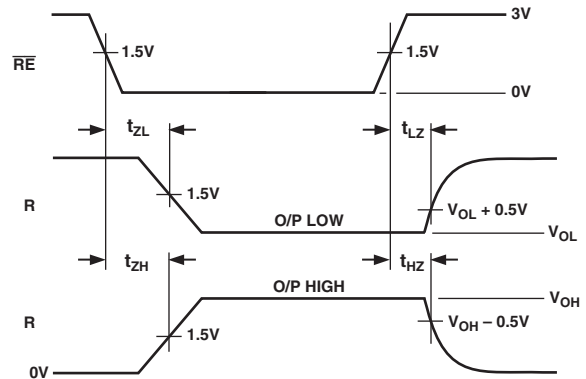 3V
RE
1.5V
1.5V
0V
tZL
tLZ
R
1.5V
O/P LOW
VOL + 0.5V
VOL
tZH
tHZ
O/P HIGH
VOH
R
1.5V
VOH – 0.5V
0V